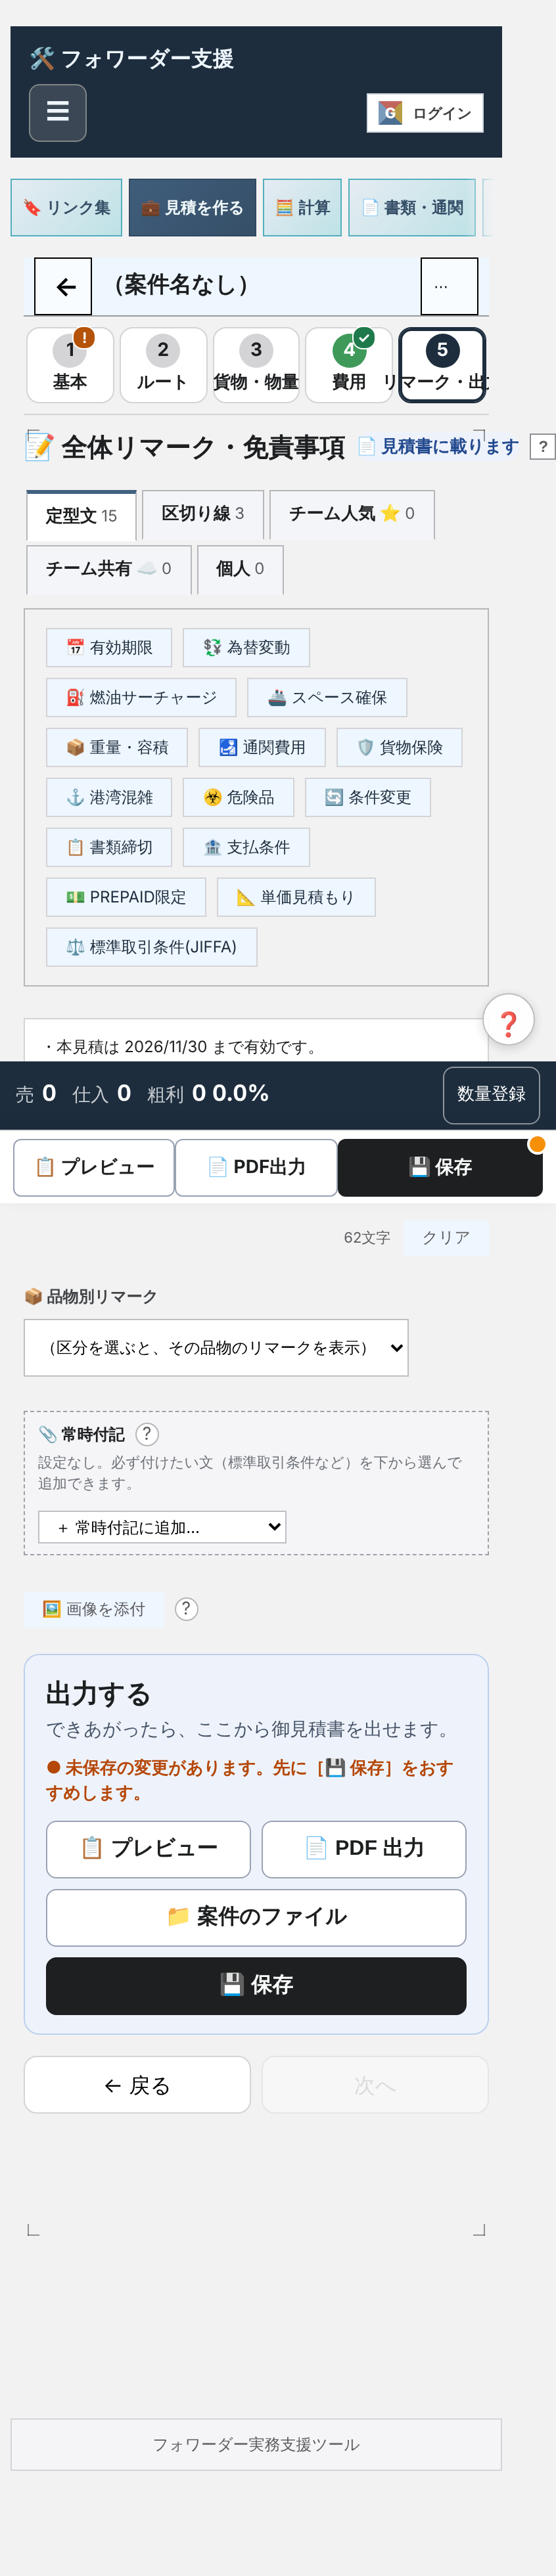 🛠️ フォワーダー支援
☰
G ログイン
🔖 リンク集
💼 見積を作る
🧮 計算
📄 書類・通関
← （案件名なし） ...
1 ! 基本
2 ルート
3 貨物・物量
4 ✓ 費用
5 リマーク・出
📝 全体リマーク・免責事項 📄 見積書に載ります ?
定型文 15
区切り線 3
チーム人気 ⭐ 0
チーム共有 ☁️ 0
個人 0
📅 有効期限
💱 為替変動
⛽ 燃油サーチャージ
🚢 スペース確保
📦 重量・容積
🛃 通関費用
🛡️ 貨物保険
⚓ 港湾混雑
☣️ 危険品
🔄 条件変更
📋 書類締切
🏦 支払条件
💵 PREPAID限定
📐 単価見積もり
⚖️ 標準取引条件(JIFFA)
・本見積は 2026/11/30 まで有効です。
❓
売 0 仕入 0 粗利 0 0.0%
数量登録
📋 プレビュー
📄 PDF出力
💾 保存
62文字 クリア
📦 品物別リマーク
（区分を選ぶと、その品物のリマークを表示）
📎 常時付記 ?
設定なし。必ず付けたい文（標準取引条件など）を下から選んで
追加できます。
＋ 常時付記に追加...
🖼️ 画像を添付 ?
出力する
できあがったら、ここから御見積書を出せます。
● 未保存の変更があります。先に［💾 保存］をおす
すめします。
📋 プレビュー
📄 PDF 出力
📁 案件のファイル
💾 保存
← 戻る
次へ
フォワーダー実務支援ツール